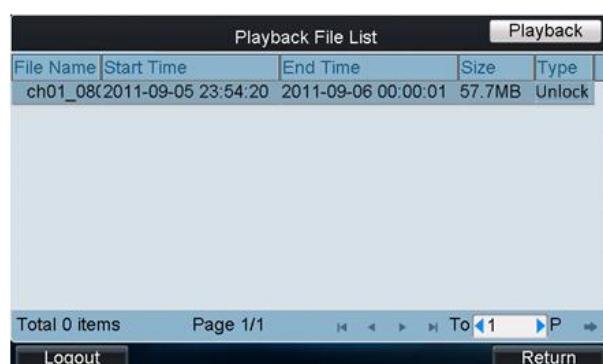 Playback File List Playback
File Name Start Time End Time Size Type
ch01_08( 2011-09-05 23:54:20 2011-09-06 00:00:01 57.7MB Unlock
Total 0 items Page 1/1 To 1 P
Logout Return